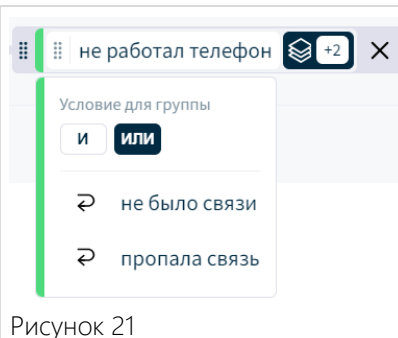 не работал телефон +2
Условие для группы
И ИЛИ
не было связи
пропала связь
Рисунок 21